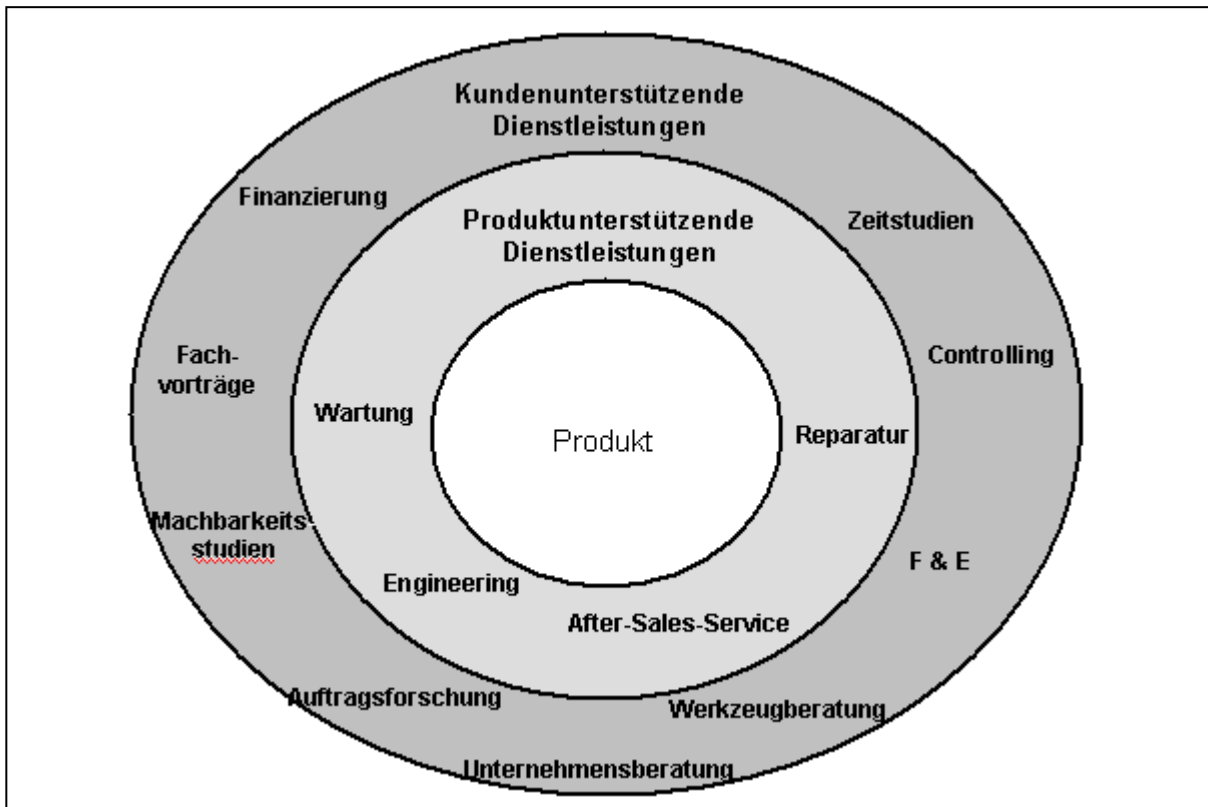 Kundenunterstützende
Dienstleistungen
Finanzierung
Zeitstudien
Produktunterstützende
Dienstleistungen
Fach-
vorträge
Controlling
Wartung
Reparatur
Produkt
Machbarkeits-
studien
F & E
Engineering
After-Sales-Service
Auftragsforschung
Werkzeugberatung
Unternehmensberatung